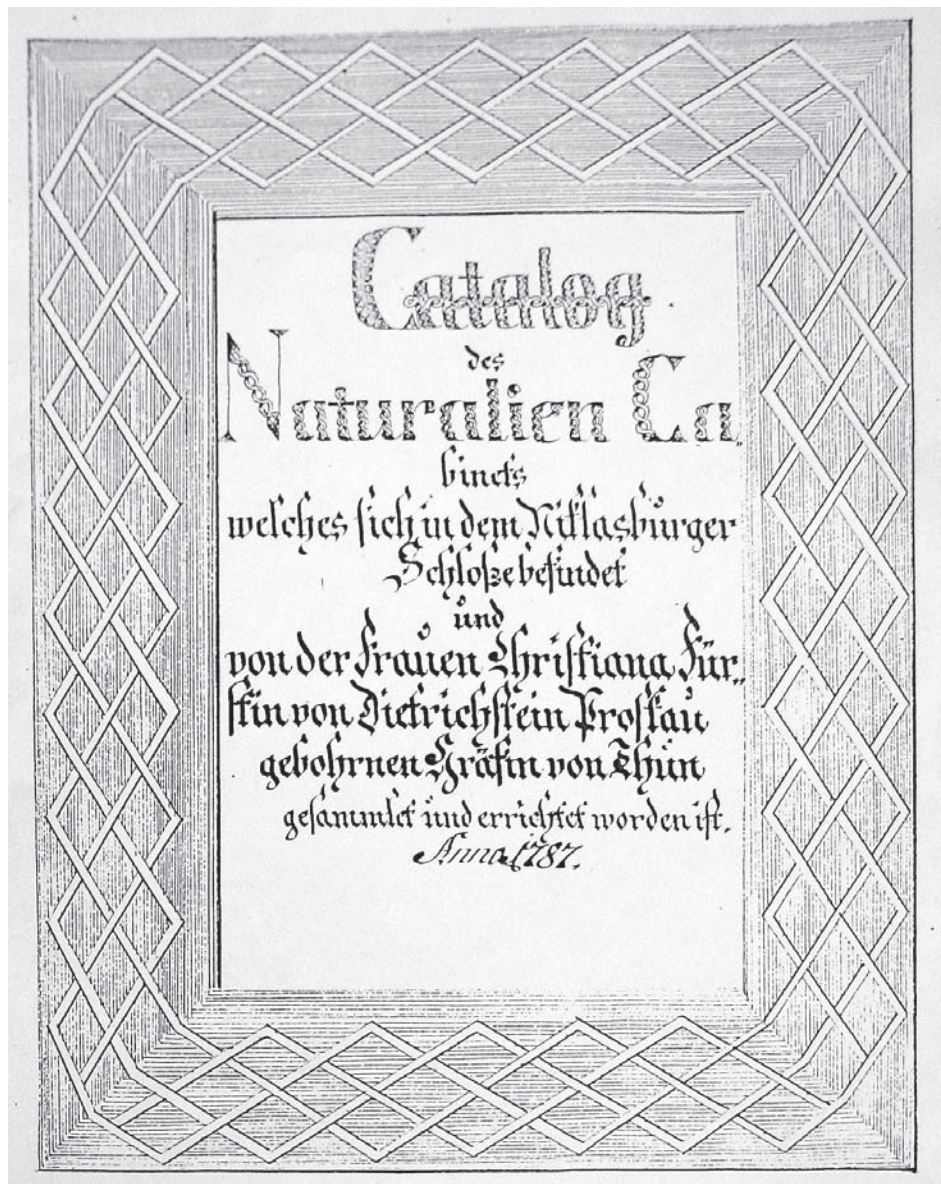 Catalog
des
Naturalien Ca„
binets
welches sich in dem Niklasburger
Schloße befindet
und
von der Frauen Christiana Für„
stin von Dietrichstein Proskau
gebohrnen Gräfin von Thun
gesammlet und errichtet worden ist.
Anno 1787.